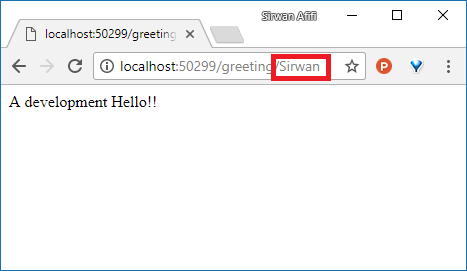 Sirwan Afifi
localhost:50299/greeting
localhost:50299/greeting/Sirwan
A development Hello!!